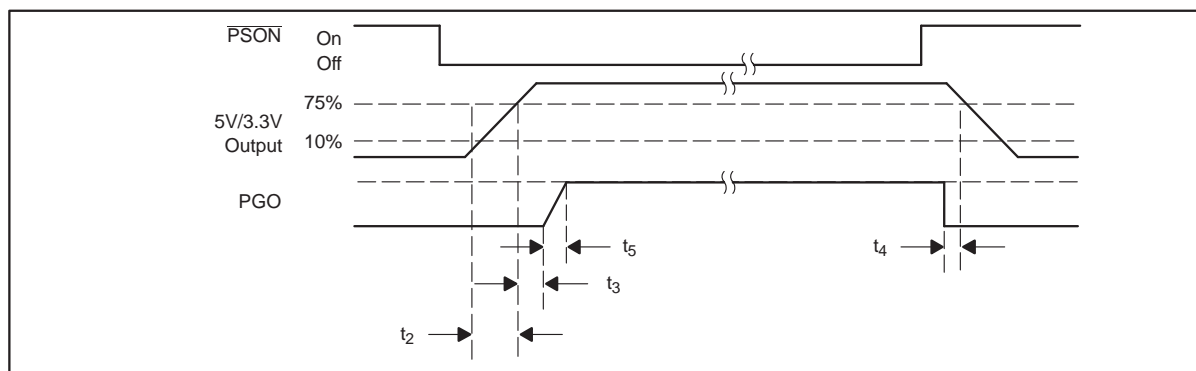 PSON On
Off
75%
5V/3.3V
Output 10%
PGO
t5
t4
t3
t2